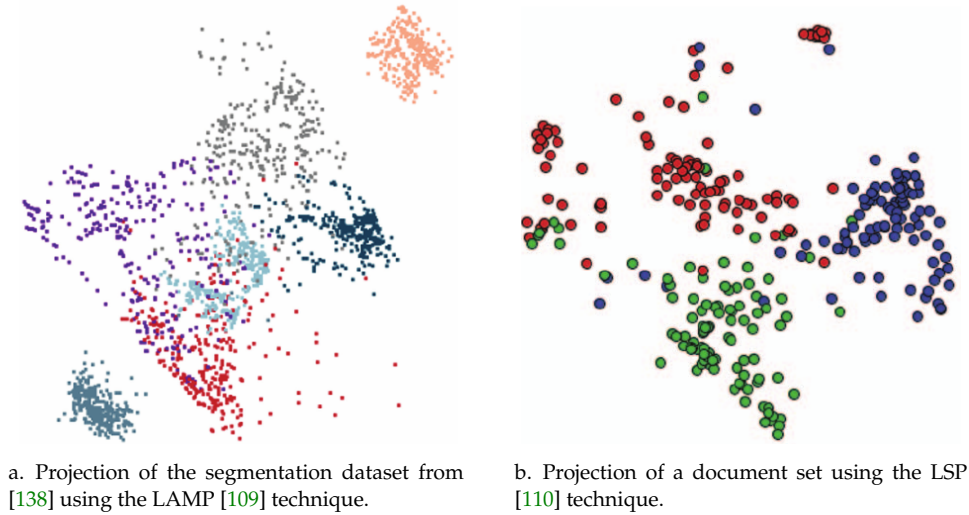 a. Projection of the segmentation dataset from
[138] using the LAMP [109] technique.
b. Projection of a document set using the LSP
[110] technique.